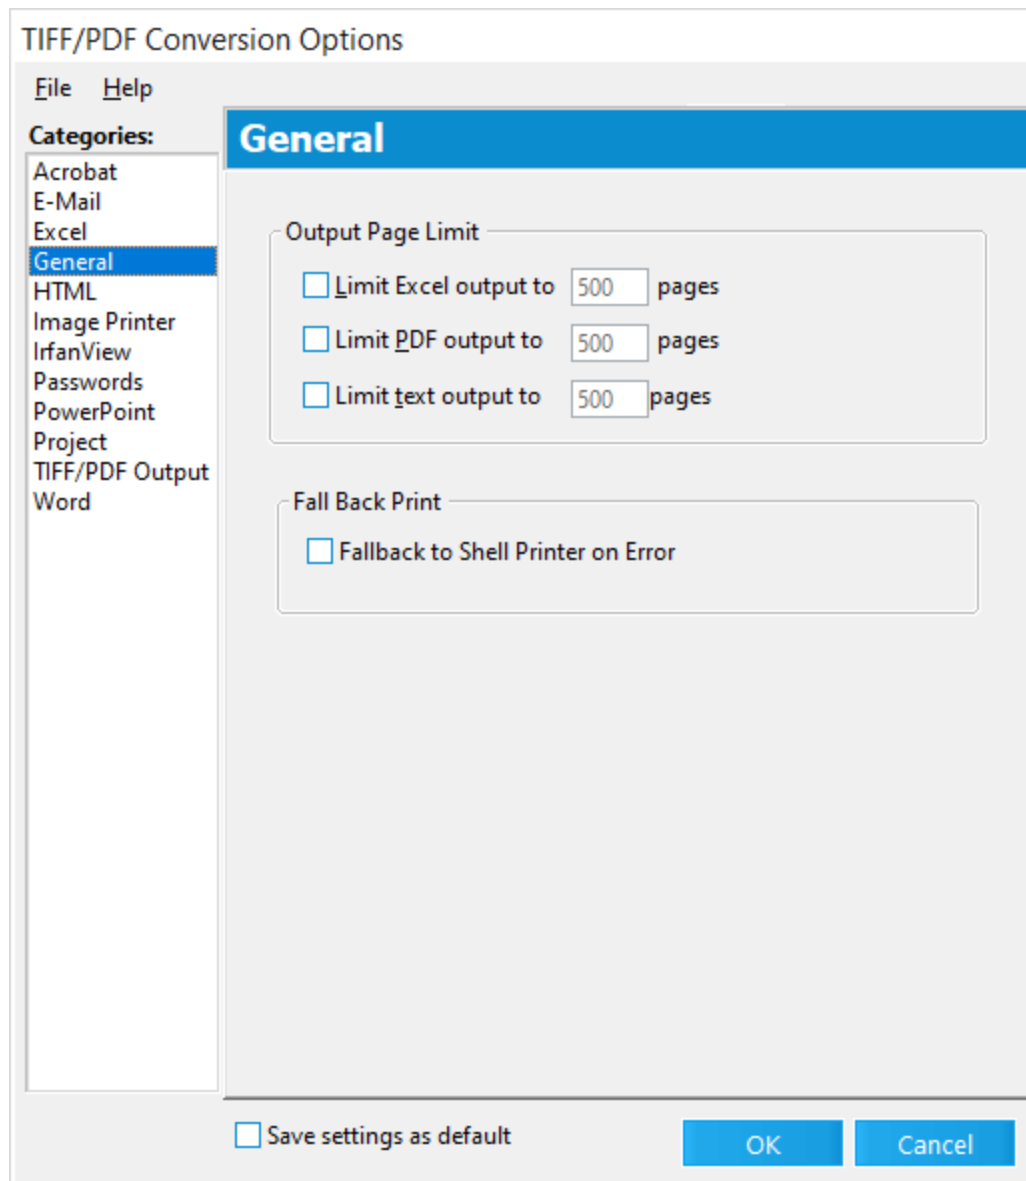 TIFF/PDF Conversion Options
File Help
Categories:
Acrobat
E-Mail
Excel
General
HTML
Image Printer
IrfanView
Passwords
PowerPoint
Project
TIFF/PDF Output
Word
General
Output Page Limit
Limit Excel output to 500 pages
Limit PDF output to 500 pages
Limit text output to 500 pages
Fall Back Print
Fallback to Shell Printer on Error
Save settings as default
OK Cancel